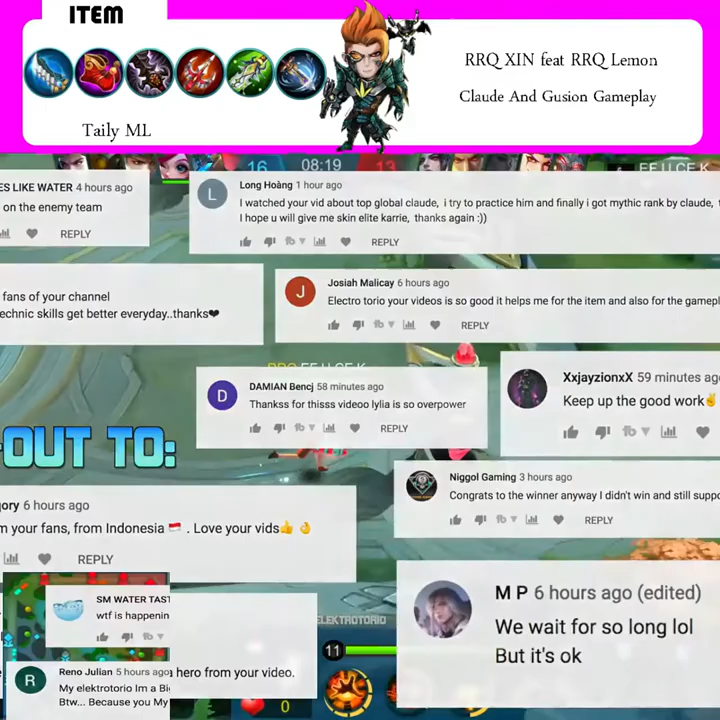 ITEM
RRQ XIN feat RRQ Lemon
Claude And Gusion Gameplay
Taily ML
16 08:19 13
ES LIKE WATER 4 hours ago
on the enemy team
REPLY
L
Long Hoàng 1 hour ago
I watched your vid about top global claude, i try to practice him and finally i got mythic rank by claude,
I hope u will give me skin elite karrie, thanks again :))
REPLY
fans of your channel
echnic skills get better everyday..thanks❤
J
Josiah Malicay 6 hours ago
Electro torio your videos is so good it helps me for the item and also for the gamepl
REPLY
D
DAMIAN Bencj 58 minutes ago
Thankss for thisss videoo lylia is so overpower
REPLY
XxjayzionxX 59 minutes ag
Keep up the good work✌
-OUT TO:
Niggol Gaming 3 hours ago
Congrats to the winner anyway I didn't win and still suppo
REPLY
gory 6 hours ago
m your fans, from Indonesia 🇮🇩 . Love your vids👍👌
REPLY
M P 6 hours ago (edited)
We wait for so long lol
But it's ok
SM WATER TAST
wtf is happenin
ELEKTROTORIO
11
R
Reno Julian 5 hours ago
hero from your video.
My elektrotorio Im a Bi
Btw... Because you My
0